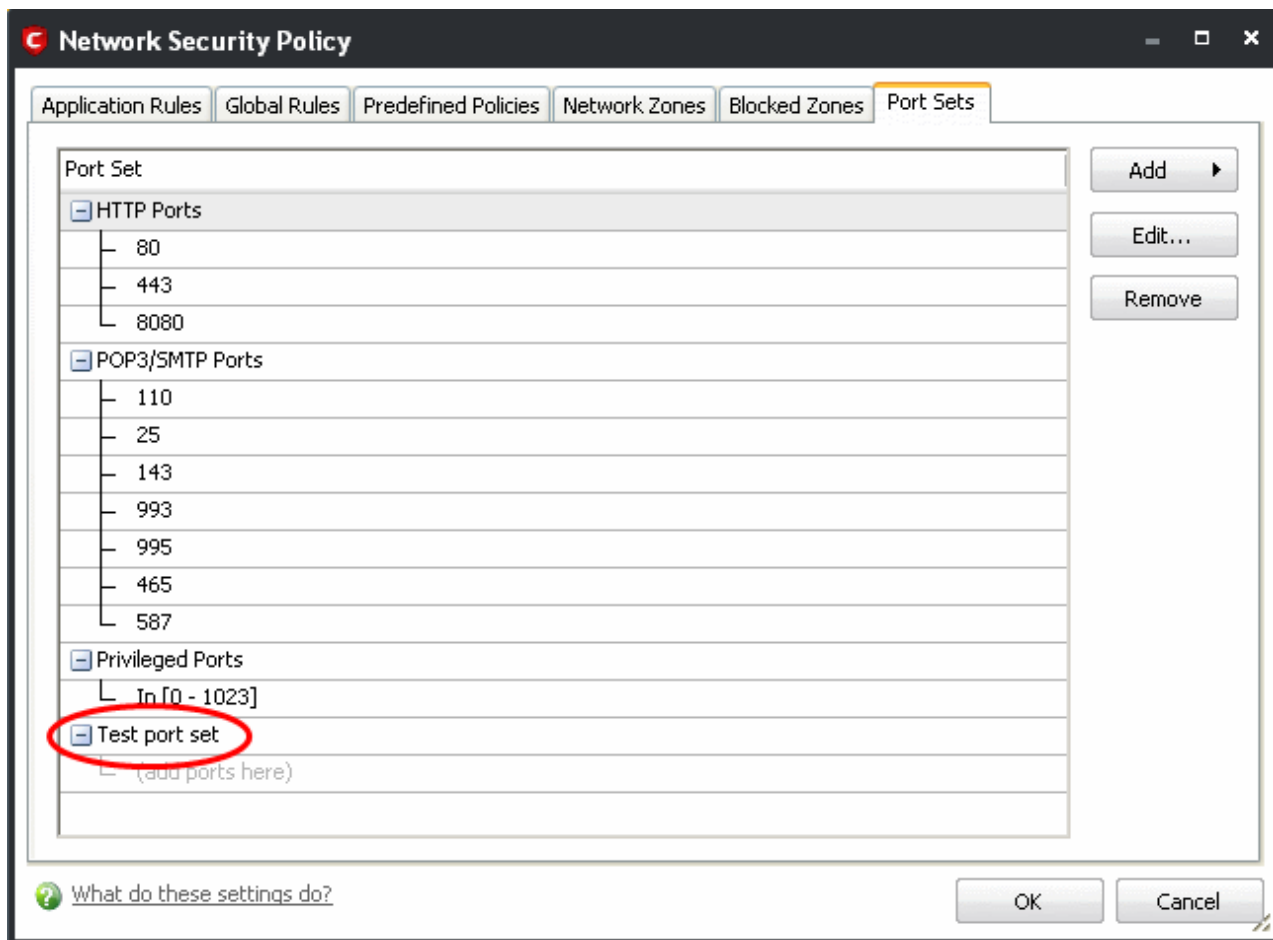 Network Security Policy
Application Rules Global Rules Predefined Policies Network Zones Blocked Zones Port Sets
Port Set
Add
HTTP Ports
Edit...
80
443
Remove
8080
POP3/SMTP Ports
110
25
143
993
995
465
587
Privileged Ports
In [0 - 1023]
Test port set
(add ports here)
What do these settings do?
OK
Cancel